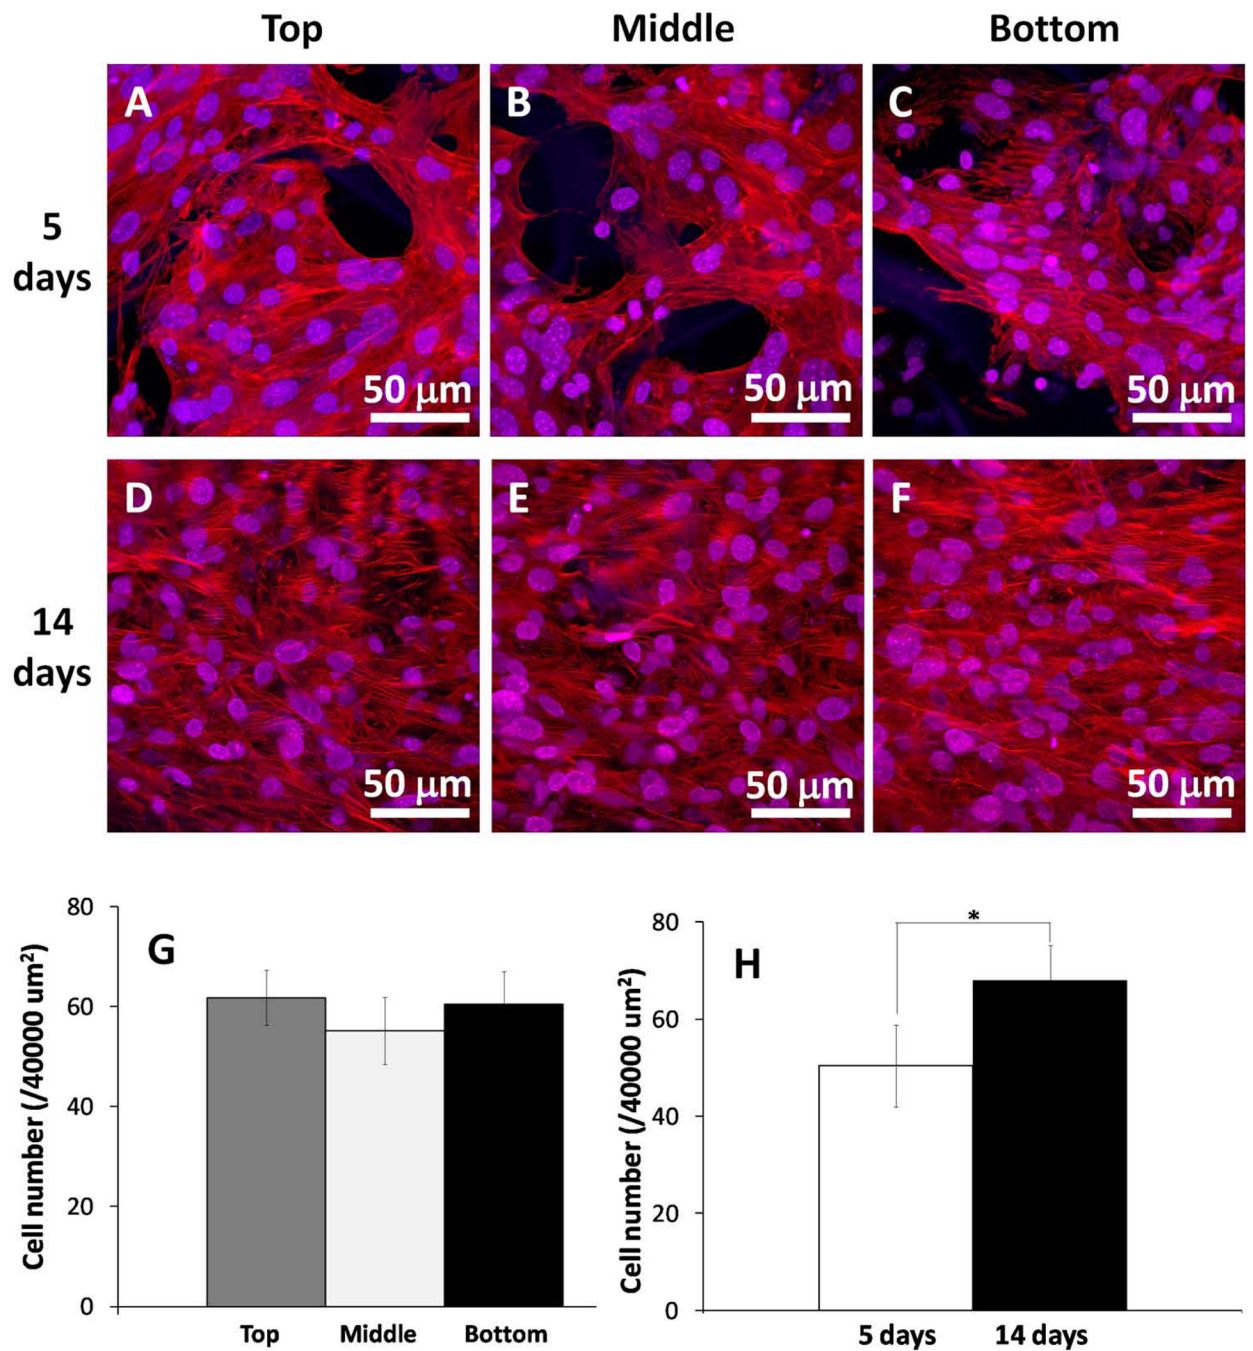 Top Middle Bottom
5
days
A
50 μm
B
50 μm
C
50 μm
14
days
D
50 μm
E
50 μm
F
50 μm
G
Cell number (/40000 um²)
80
60
40
20
0
Top Middle Bottom
H
Cell number (/40000 um²)
80
60
40
20
0
*
5 days 14 days